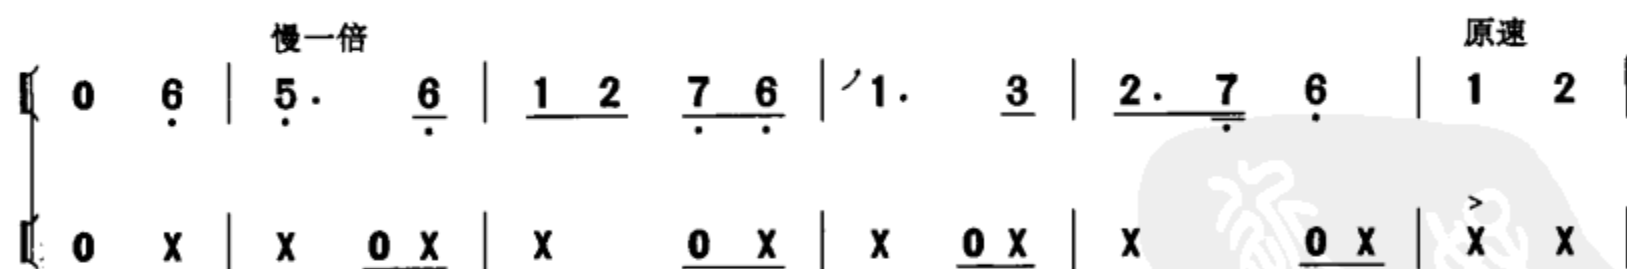 慢一倍 原速
0 6 | 5 . 6 | 1 2 7 6 | 1 . 3 | 2 . 7 6 | 1 2
0 X | X 0 X | X 0 X | X 0 X | X 0 X | X X